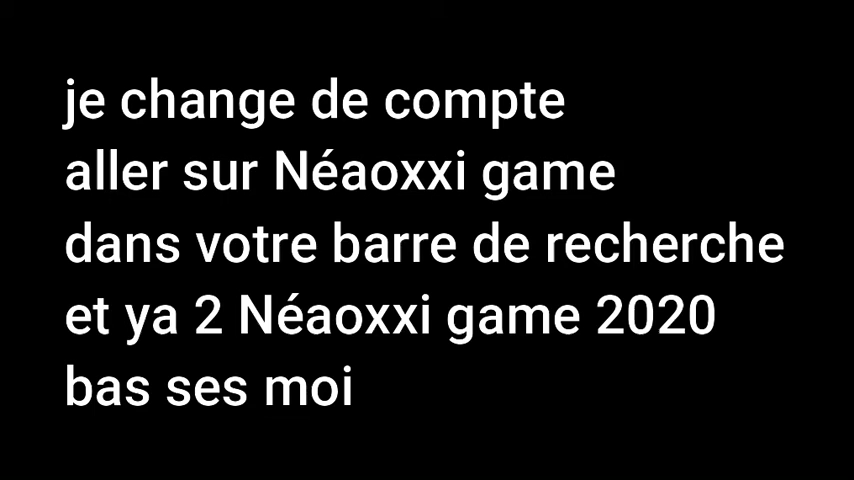 je change de compte
aller sur Néaoxxi game
dans votre barre de recherche
et ya 2 Néaoxxi game 2020
bas ses moi